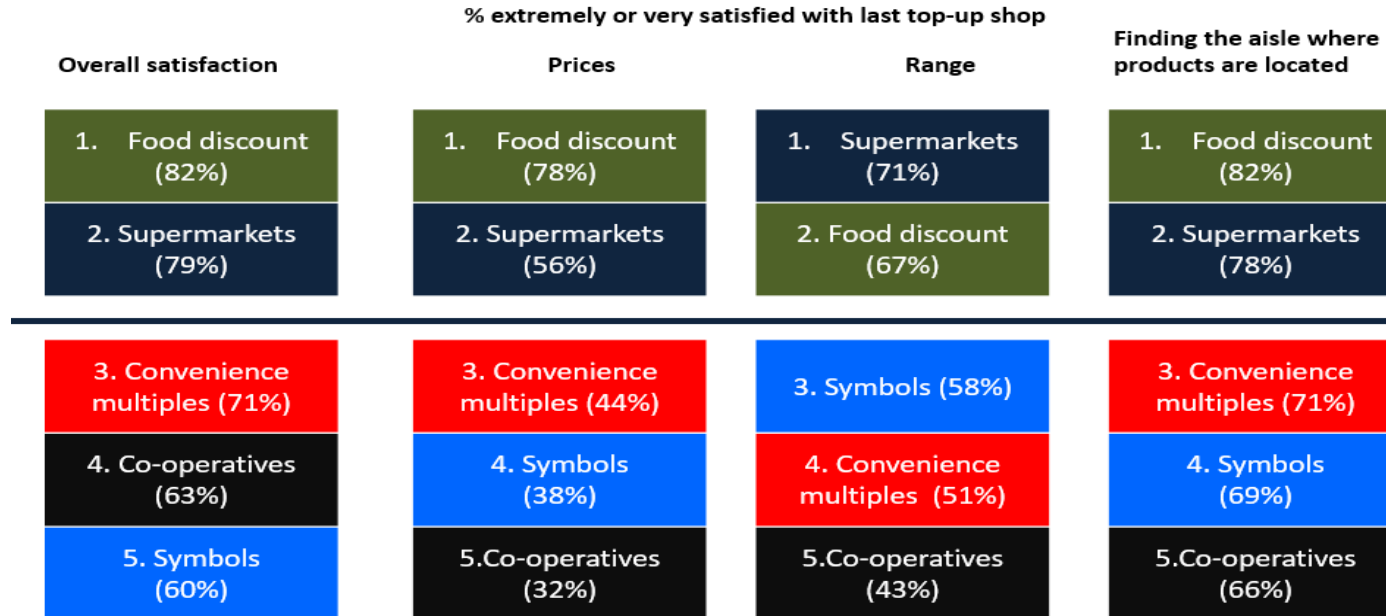 % extremely or very satisfied with last top-up shop
Overall satisfaction
Prices
Range
Finding the aisle where
products are located
1. Food discount
(82%)
1. Food discount
(78%)
1. Supermarkets
(71%)
1. Food discount
(82%)
2. Supermarkets
(79%)
2. Supermarkets
(56%)
2. Food discount
(67%)
2. Supermarkets
(78%)
3. Convenience
multiples (71%)
3. Convenience
multiples (44%)
3. Symbols (58%)
3. Convenience
multiples (71%)
4. Co-operatives
(63%)
4. Symbols
(38%)
4. Convenience
multiples (51%)
4. Symbols
(69%)
5. Symbols
(60%)
5.Co-operatives
(32%)
5.Co-operatives
(43%)
5.Co-operatives
(66%)